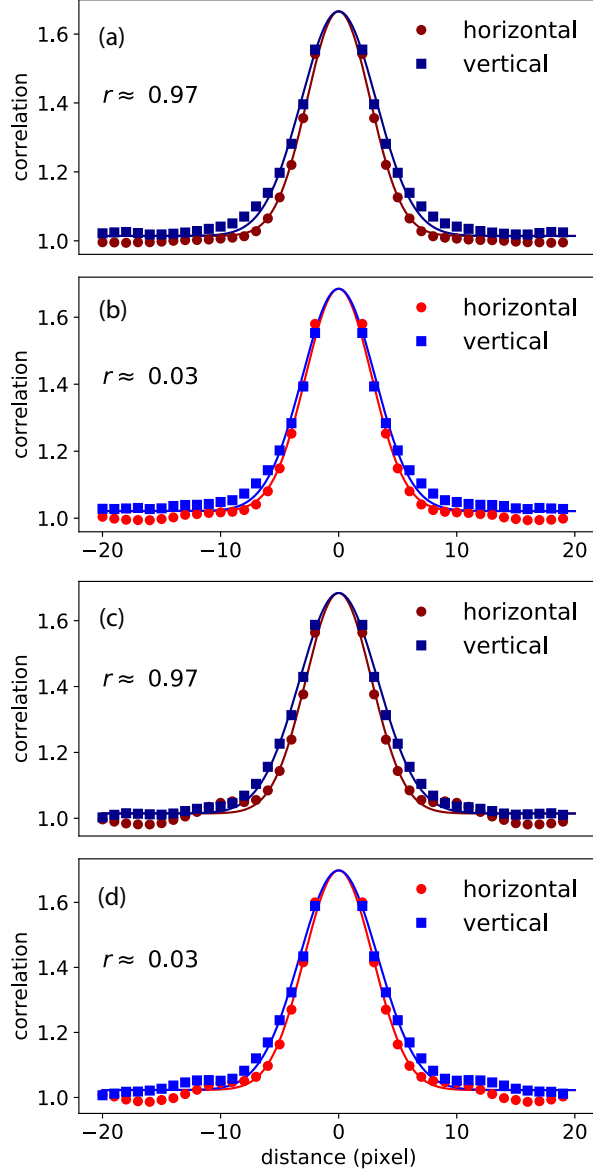 (a)
r ≈ 0.97
horizontal
vertical
correlation
1.6
1.4
1.2
1.0
(b)
r ≈ 0.03
horizontal
vertical
correlation
1.6
1.4
1.2
1.0
−20 −10 0 10 20
(c)
r ≈ 0.97
horizontal
vertical
correlation
1.6
1.4
1.2
1.0
(d)
r ≈ 0.03
horizontal
vertical
correlation
1.6
1.4
1.2
1.0
−20 −10 0 10 20
distance (pixel)